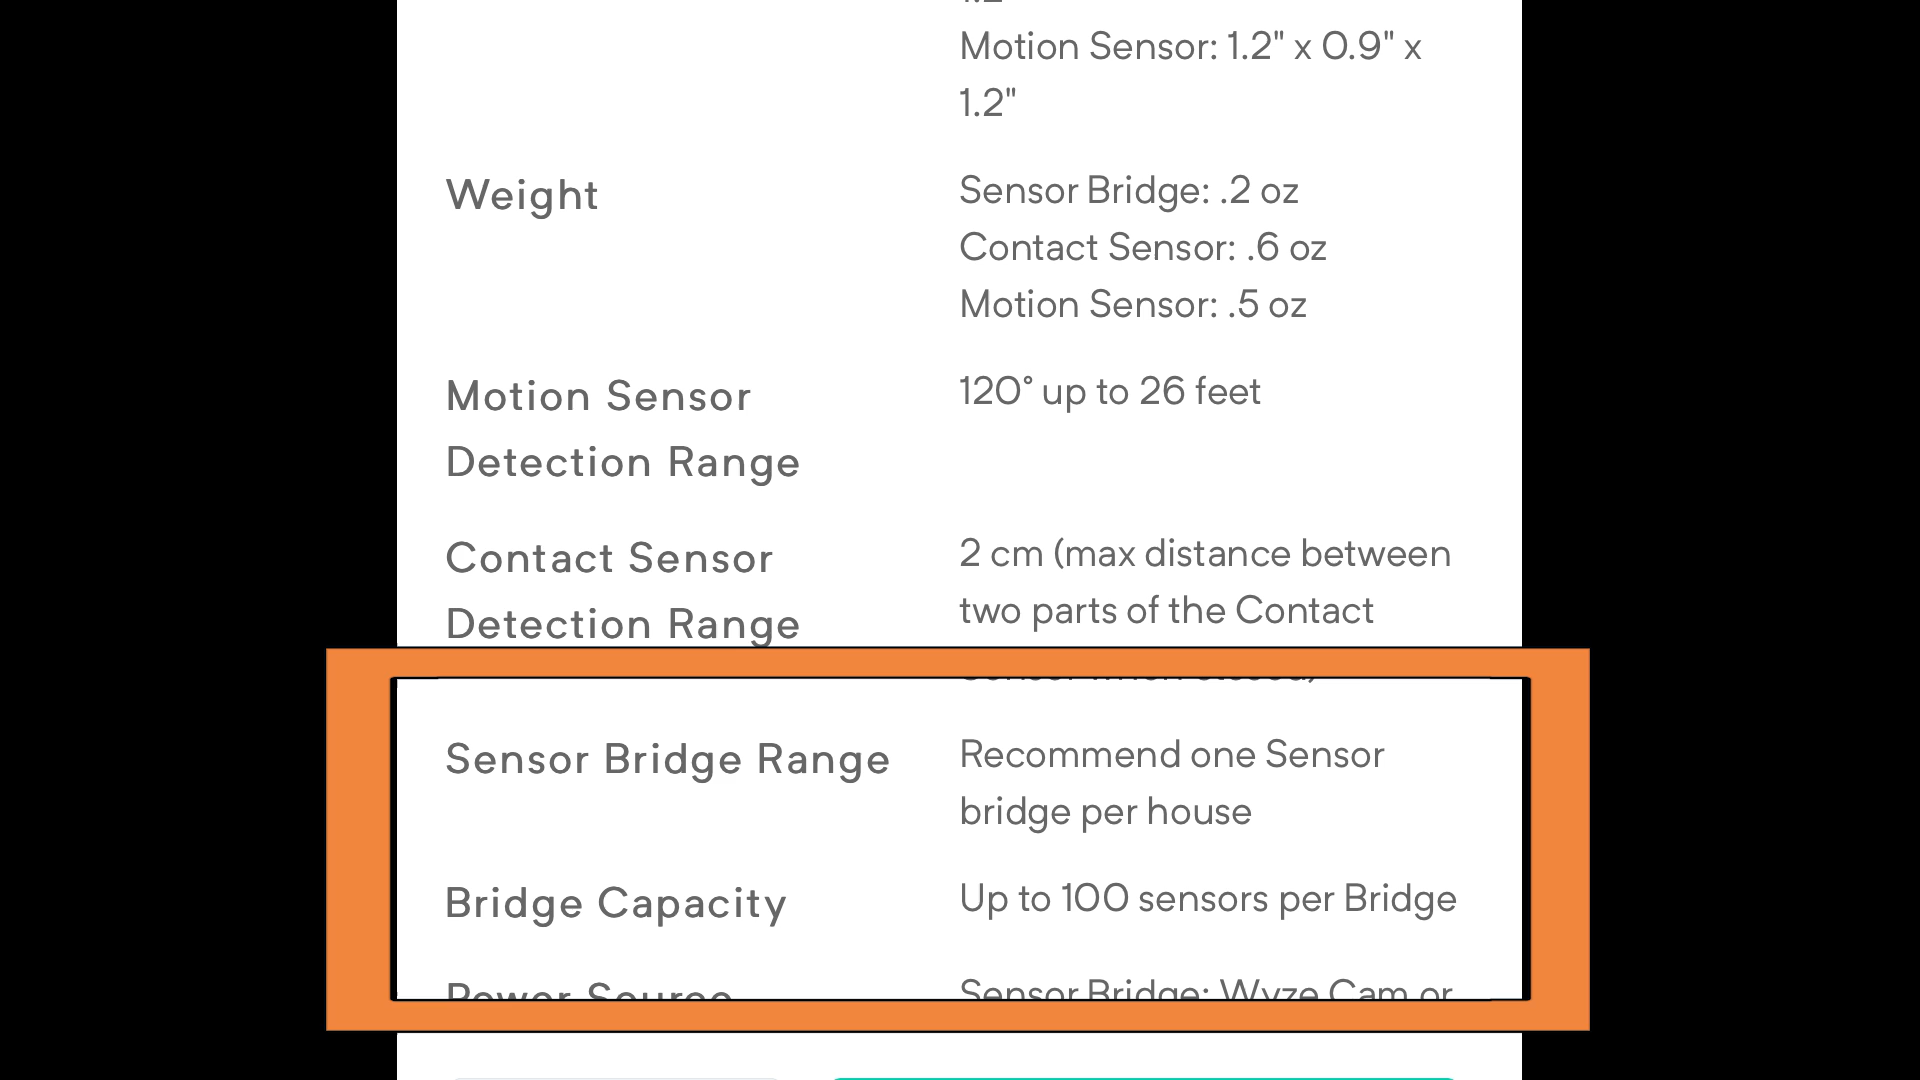 Motion Sensor: 1.2" x 0.9" x
1.2"
Weight
Sensor Bridge: .2 oz
Contact Sensor: .6 oz
Motion Sensor: .5 oz
Motion Sensor
Detection Range
120° up to 26 feet
Contact Sensor
Detection Range
2 cm (max distance between
two parts of the Contact
Sensor Bridge Range
Recommend one Sensor
bridge per house
Bridge Capacity
Up to 100 sensors per Bridge
Power Source
Sensor Bridge: Wyze Cam or